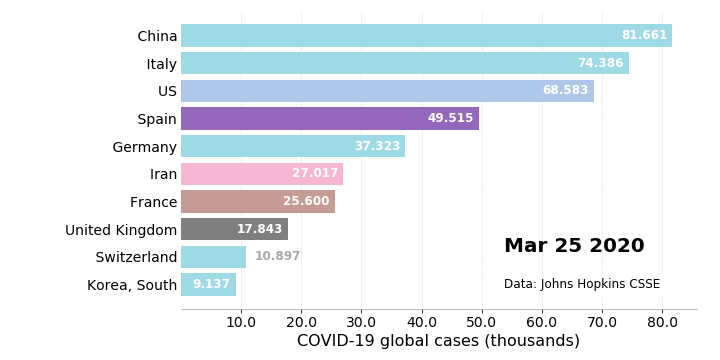 China 81.661
Italy 74.386
US 68.583
Spain 49.515
Germany 37.323
Iran 27.017
France 25.600
United Kingdom 17.843
Mar 25 2020
Switzerland 10.897
Korea, South 9.137
Data: Johns Hopkins CSSE
10.0 20.0 30.0 40.0 50.0 60.0 70.0 80.0
COVID-19 global cases (thousands)